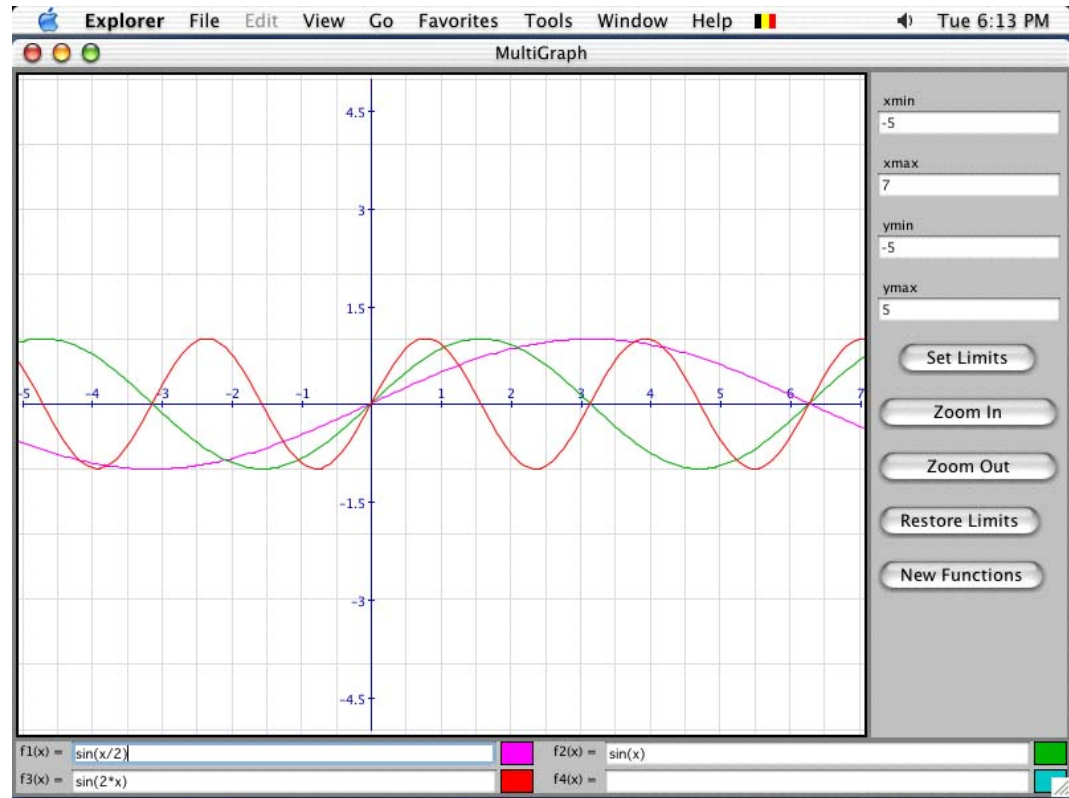 Explorer File Edit View Go Favorites Tools Window Help Tue 6:13 PM
MultiGraph
xmin
-5
xmax
7
ymin
-5
ymax
5
Set Limits
Zoom In
Zoom Out
Restore Limits
New Functions
4.5
3
1.5
-5 -4 -3 -2 -1 1 2 3 4 5 6 7
-1.5
-3
-4.5
f1(x) = sin(x/2) f2(x) = sin(x)
f3(x) = sin(2*x) f4(x) =